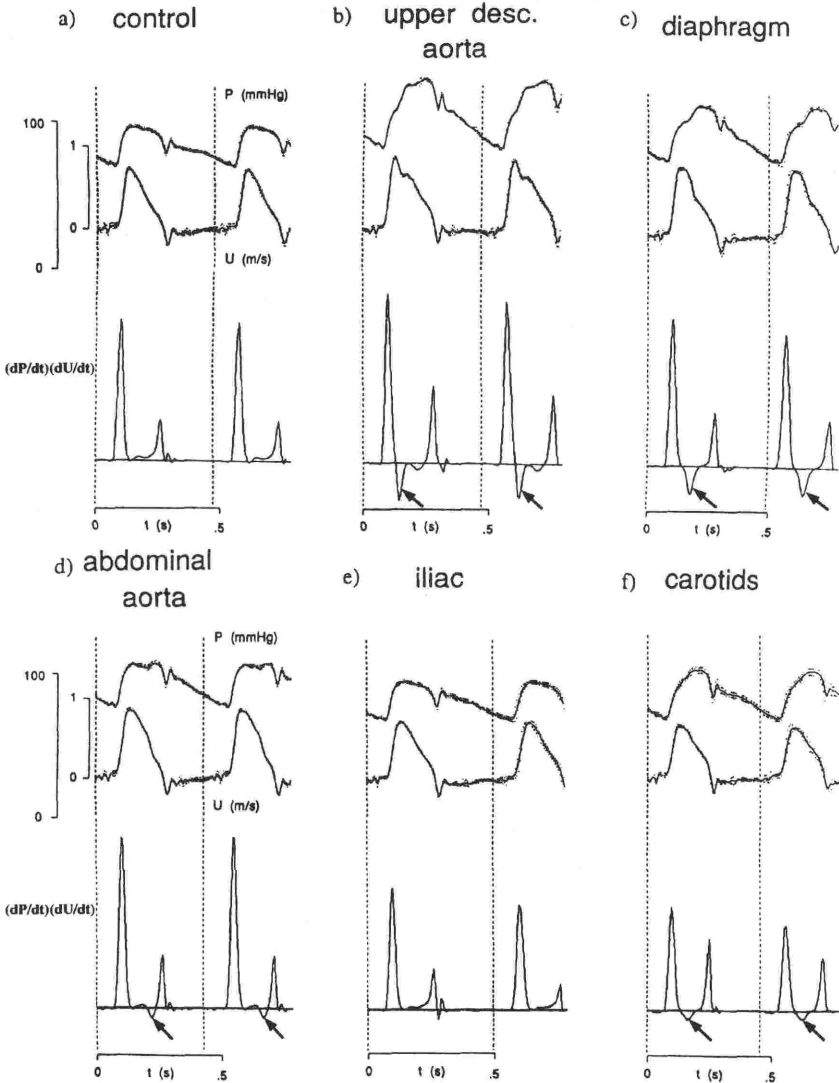 a) control
P (mmHg)
100
1
0
0
U (m/s)
(dP/dt)(dU/dt)
0
t (s)
.5
b) upper desc.
aorta
0
t (s)
.5
c) diaphragm
0
t (s)
.5
d) abdominal
aorta
P (mmHg)
100
1
0
0
U (m/s)
(dP/dt)(dU/dt)
0
t (s)
.5
e) iliac
0
t (s)
.5
f) carotids
0
t (s)
.5